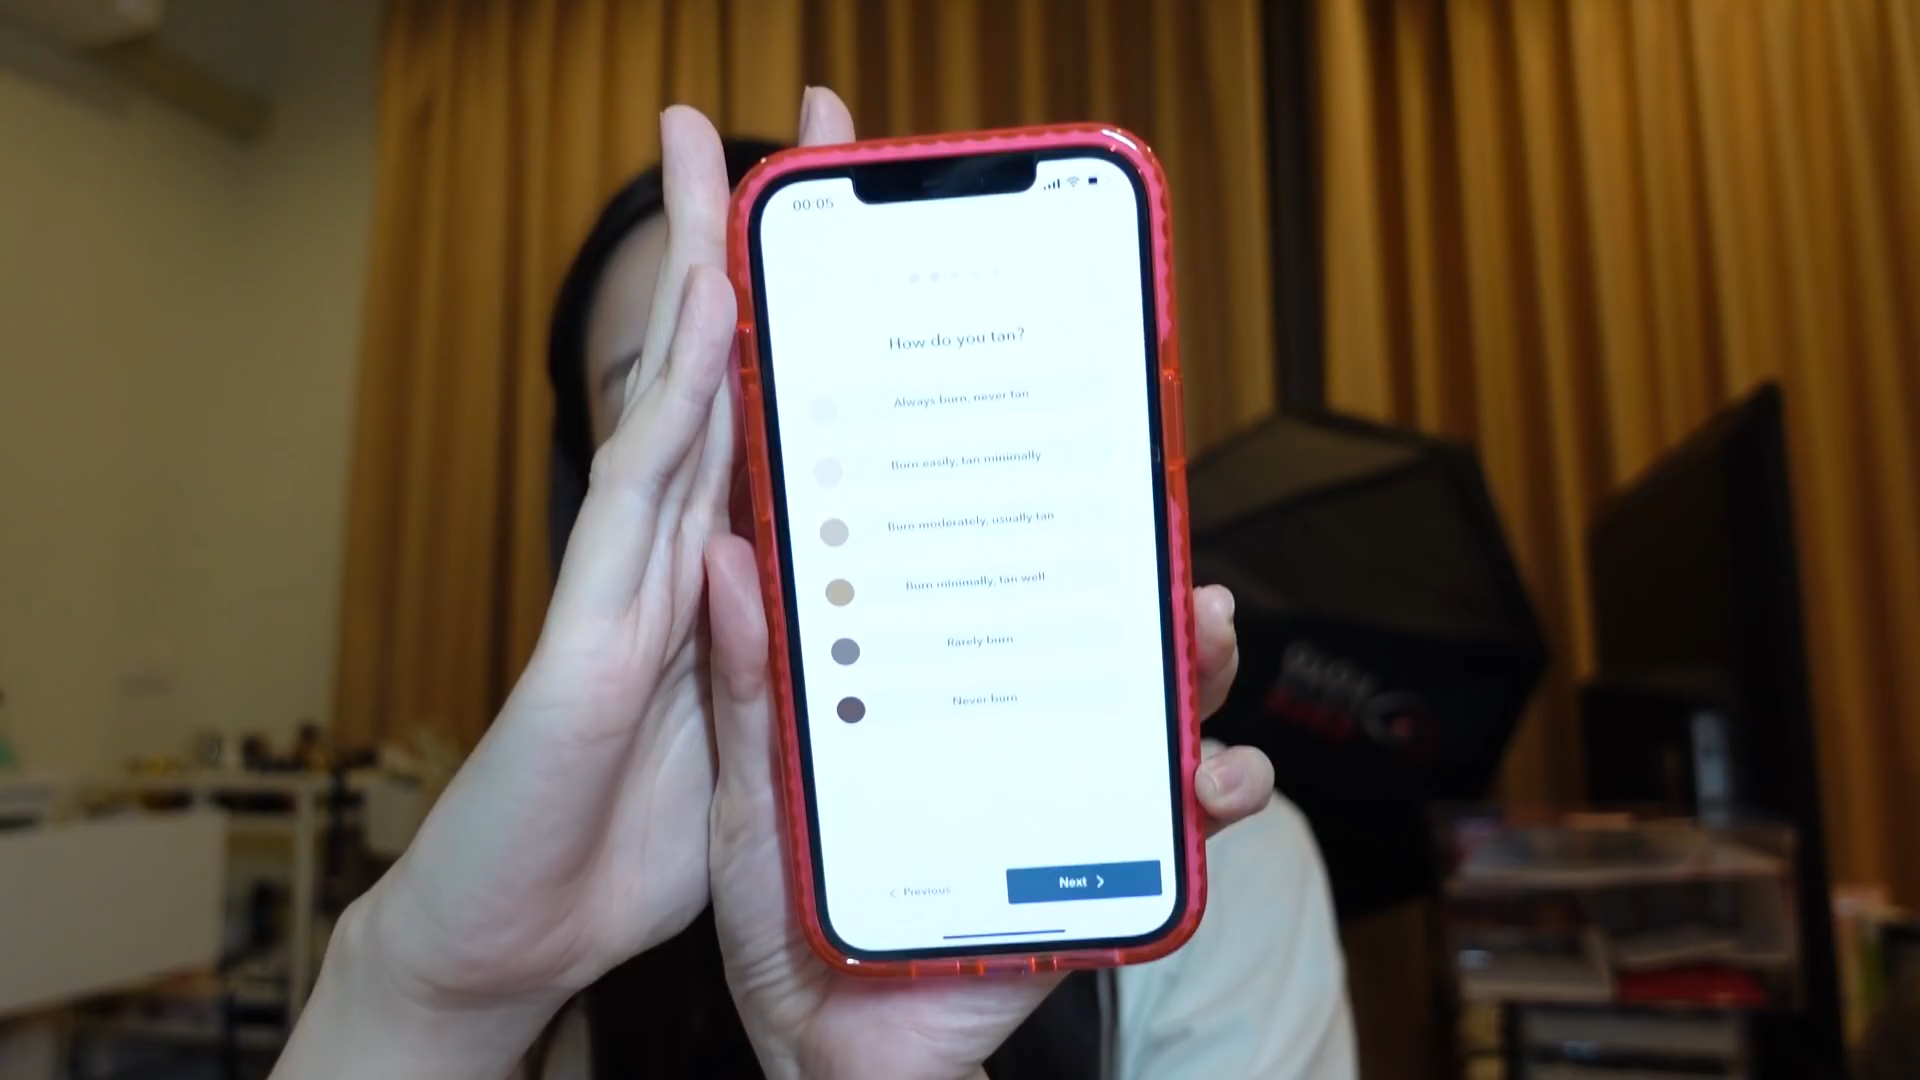 00:05
How do you tan?
Always burn, never tan
Burn easily, tan minimally
Burn moderately, usually tan
Burn minimally, tan well
Rarely burn
Never burn
< Previous
Next >